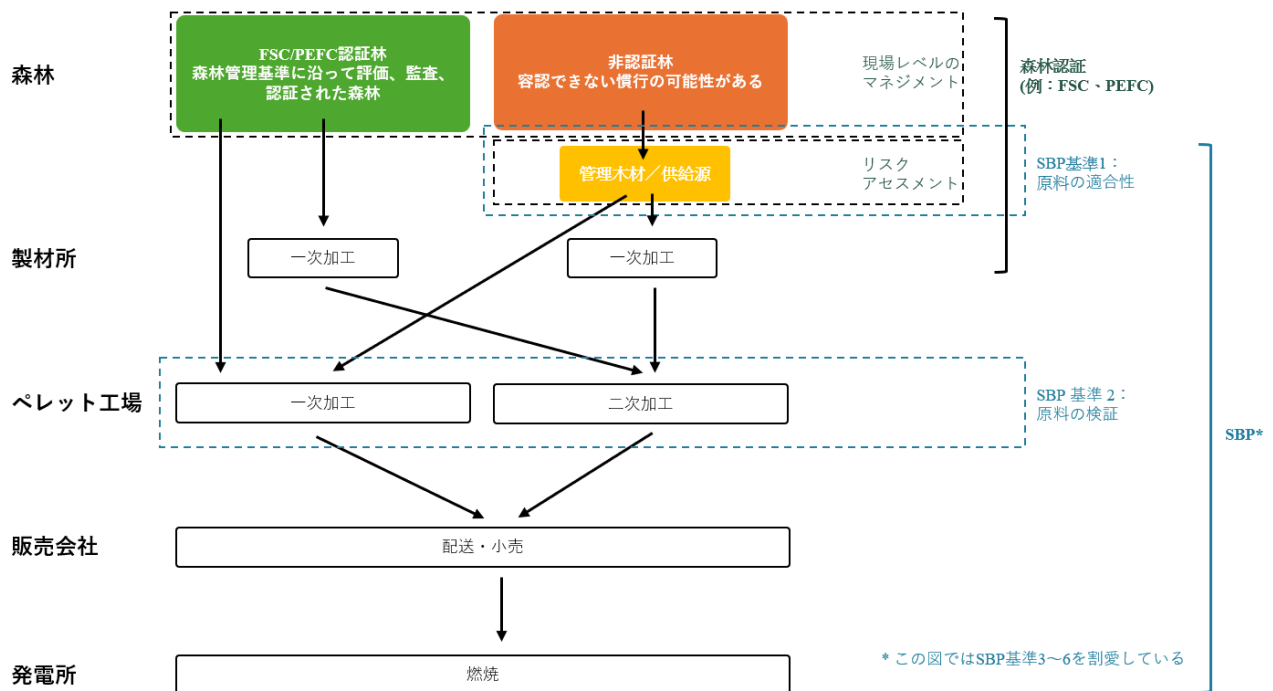 森林
FSC/PEFC認証林
森林管理基準に沿って評価、監査、
認証された森林
非認証林
容認できない慣行の可能性がある
現場レベルの
マネジメント
森林認証
(例：FSC、PEFC)
管理木材／供給源
リスク
アセスメント
SBP基準1：
原料の適合性
製材所
一次加工
一次加工
ペレット工場
一次加工
二次加工
SBP 基準 2：
原料の検証
SBP*
販売会社
配送・小売
発電所
燃焼
* この図ではSBP基準3～6を割愛している